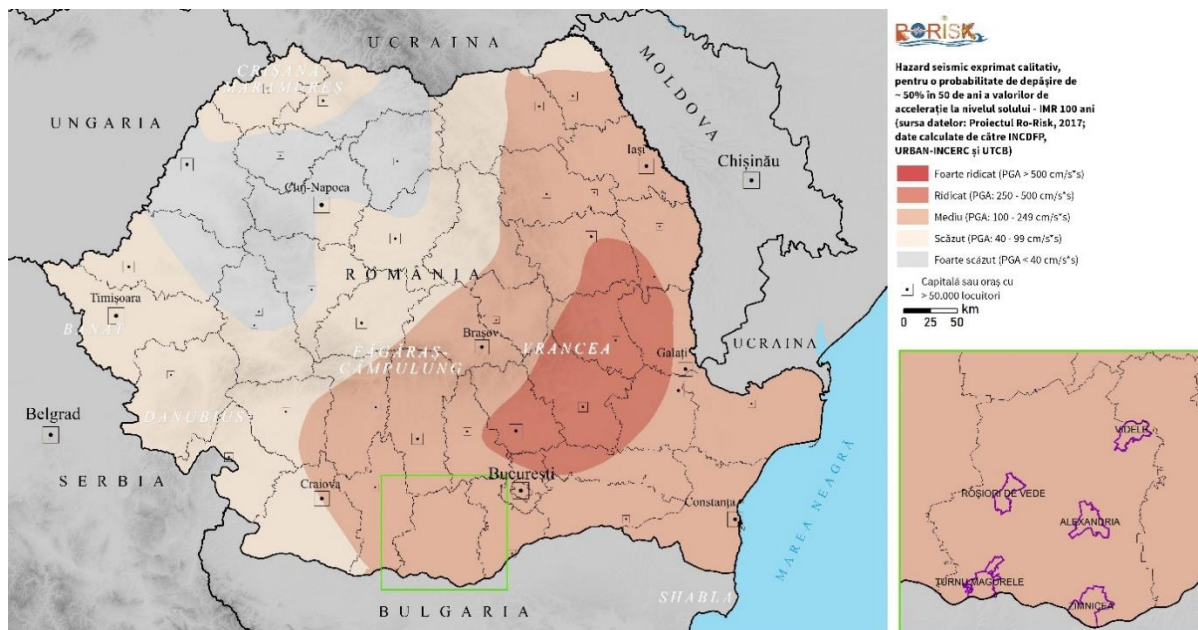 UCRAINA
CRIȘANA
MARAMUREȘ
MOLDOVA
UNGARIA
Iași
Chișinău
Cluj-Napoca
ROMÂNIA
Timișoara
BANAT
Brașov
VRANCEA
FĂGĂRAȘ-
CÂMPULUNG
Galați
UCRAINA
Belgrad
DANUBIUS
SERBIA
Craiova
București
Constanța
MAREA NEAGRĂ
BULGARIA
SHABLA
RORISK
Hazard seismic exprimat calitativ,
pentru o probabilitate de depășire de
~ 50% în 50 de ani a valorilor de
accelerație la nivelul solului - IMR 100 ani
(sursa datelor: Proiectul Ro-Risk, 2017;
date calculate de către INCDFP,
URBAN-INCERC și UTCB)
Foarte ridicat (PGA > 500 cm/s*s)
Ridicat (PGA: 250 - 500 cm/s*s)
Mediu (PGA: 100 - 249 cm/s*s)
Scăzut (PGA: 40 - 99 cm/s*s)
Foarte scăzut (PGA < 40 cm/s*s)
Capitală sau oraș cu
> 50.000 locuitori
0 25 50 km
VIDELE
ROȘIORI DE VEDE
ALEXANDRIA
TURNU MAGURELE
ZIMNICEA